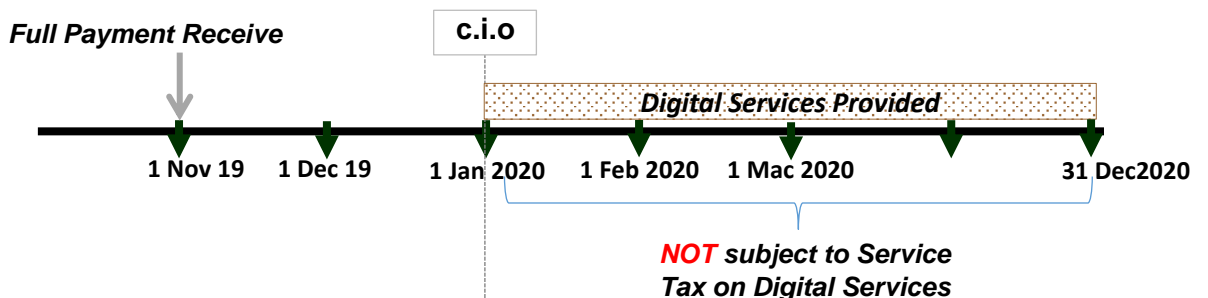 c.i.o
Full Payment Receive
Digital Services Provided
1 Nov 19 1 Dec 19 1 Jan 2020 1 Feb 2020 1 Mac 2020 31 Dec2020
NOT subject to Service
Tax on Digital Services